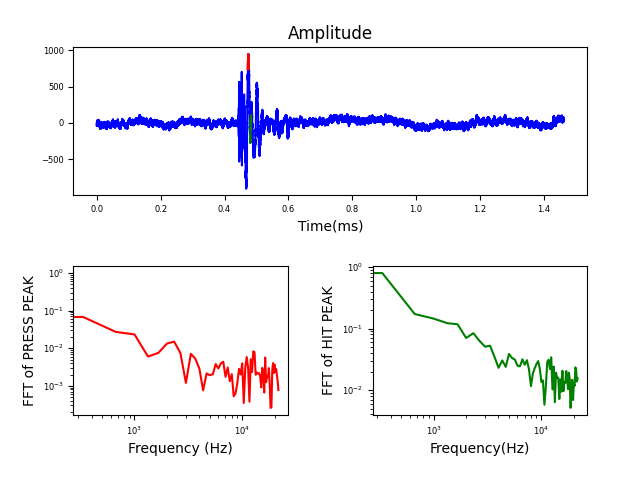 Amplitude
1000
500
0
−500
0.0 0.2 0.4 0.6 0.8 1.0 1.2 1.4
Time(ms)
FFT of PRESS PEAK
10⁰
10⁻¹
10⁻²
10⁻³
10³ 10⁴
Frequency (Hz)
FFT of HIT PEAK
10⁰
10⁻¹
10⁻²
10³ 10⁴
Frequency(Hz)